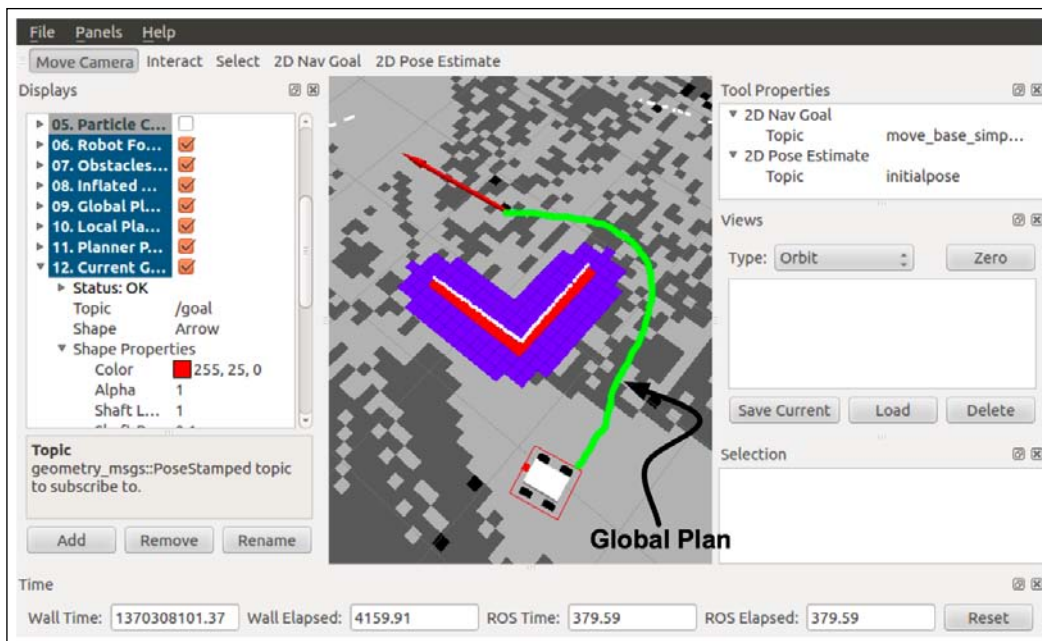 File Panels Help
Move Camera Interact Select 2D Nav Goal 2D Pose Estimate
Displays
05. Particle C...
06. Robot Fo...
07. Obstacles...
08. Inflated ...
09. Global Pl...
10. Local Pla...
11. Planner P...
12. Current G...
Status: OK
Topic /goal
Shape Arrow
Shape Properties
Color 255, 25, 0
Alpha 1
Shaft L... 1
Topic
geometry_msgs::PoseStamped topic
to subscribe to.
Add Remove Rename
Global Plan
Tool Properties
2D Nav Goal
Topic move_base_simp...
2D Pose Estimate
Topic initialpose
Views
Type: Orbit Zero
Save Current Load Delete
Selection
Time
Wall Time: 1370308101.37 Wall Elapsed: 4159.91 ROS Time: 379.59 ROS Elapsed: 379.59 Reset